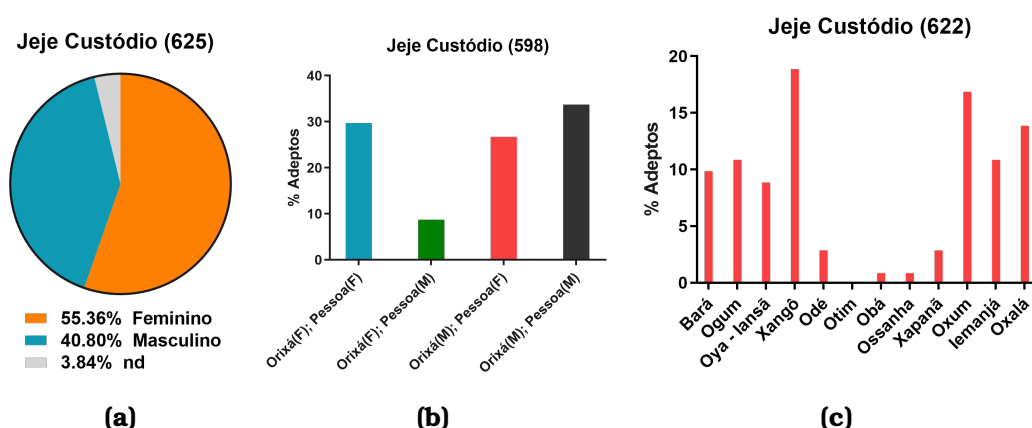 Jeje Custódio (625)
55.36% Feminino
40.80% Masculino
3.84% nd
(a)
Jeje Custódio (598)
% Adeptos
40
30
20
10
0
Orixá(F); Pessoa(F)
Orixá(F); Pessoa(M)
Orixá(M); Pessoa(F)
Orixá(M); Pessoa(M)
(b)
Jeje Custódio (622)
% Adeptos
20
15
10
5
0
Bará
Ogum
Oya - Iansã
Xangô
Odé
Otim
Obá
Ossanha
Xapanã
Oxum
Iemanjá
Oxalá
(c)